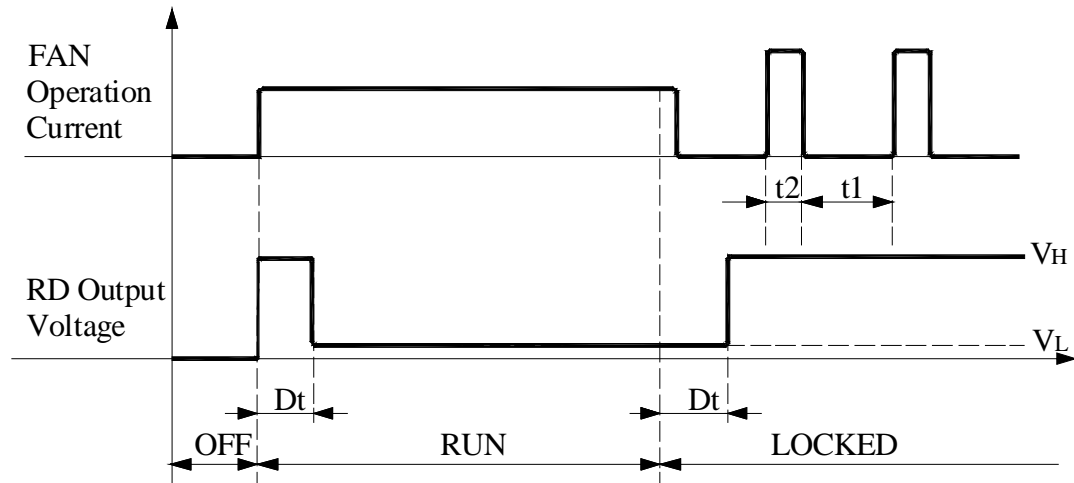 FAN
Operation
Current
t2
t1
VH
RD Output
Voltage
VL
Dt
Dt
OFF
RUN
LOCKED